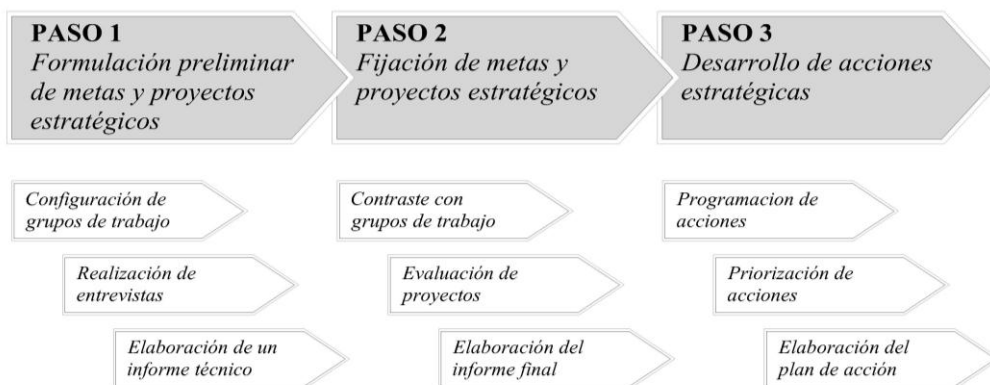 PASO 1
Formulación preliminar
de metas y proyectos
estratégicos
PASO 2
Fijación de metas y
proyectos estratégicos
PASO 3
Desarrollo de acciones
estratégicas
Configuración de
grupos de trabajo
Realización de
entrevistas
Elaboración de un
informe técnico
Contraste con
grupos de trabajo
Evaluación de
proyectos
Elaboración del
informe final
Programacion de
acciones
Priorización de
acciones
Elaboración del
plan de acción